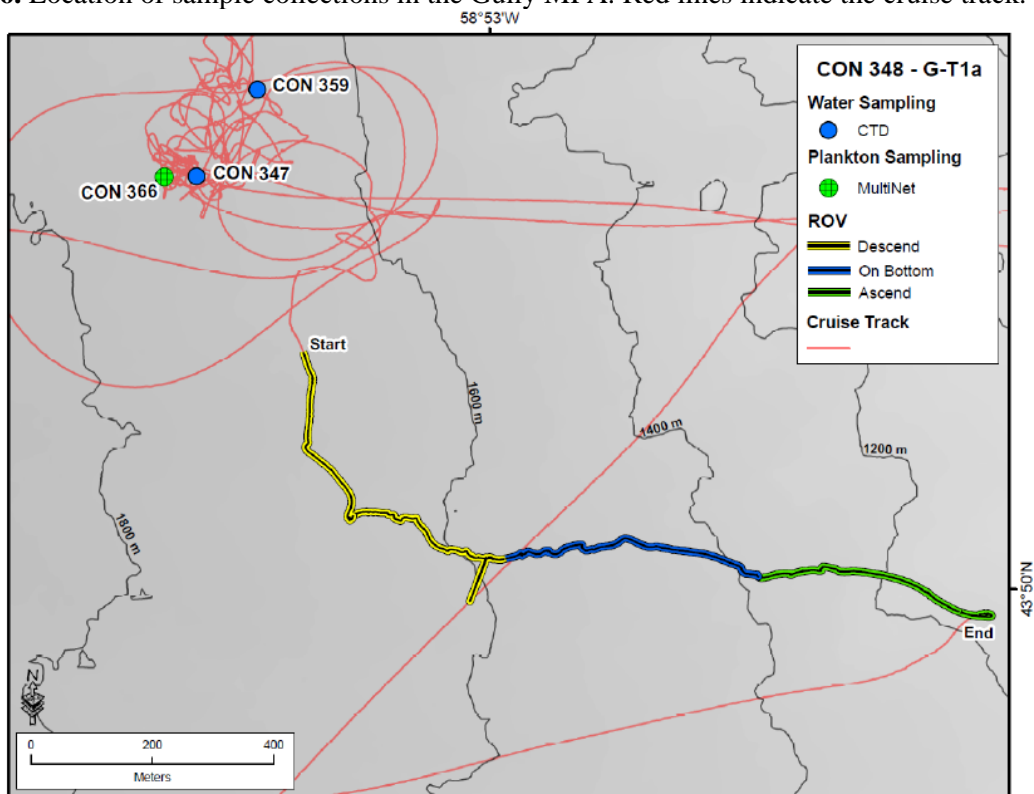 6. Location of sample collections in the Gully MPA. Red lines indicate the cruise track.
58°53'W
CON 359
CON 347
CON 366
CON 348 - G-T1a
Water Sampling
CTD
Plankton Sampling
MultiNet
ROV
Descend
On Bottom
Ascend
Cruise Track
Start
1600 m
1400 m
1200 m
1800 m
43°50'N
End
N
0 200 400
Meters